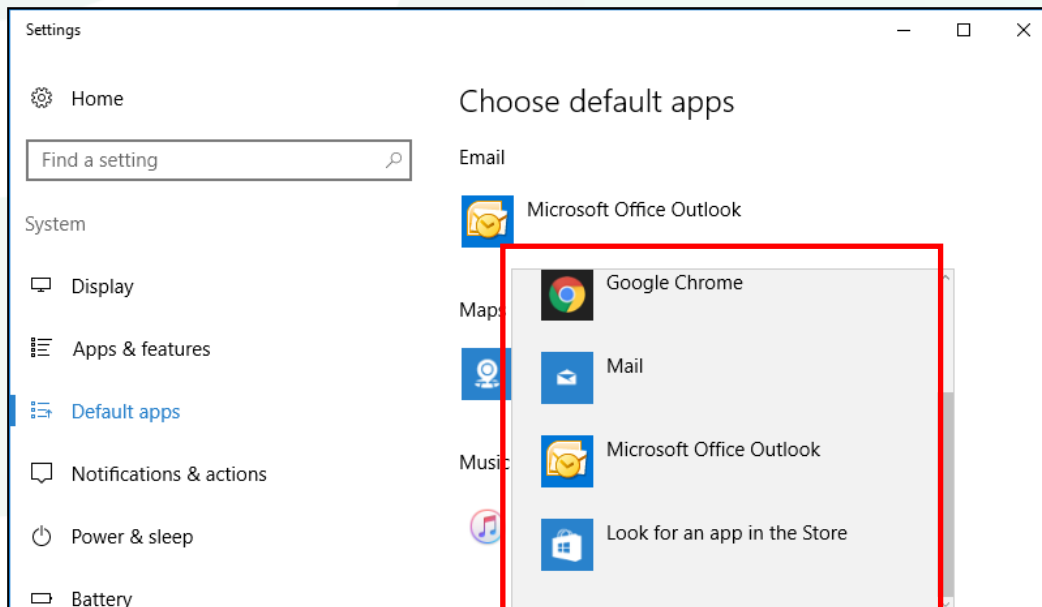 Settings
Home
Find a setting
System
Display
Apps & features
Default apps
Notifications & actions
Power & sleep
Battery
Choose default apps
Email
Microsoft Office Outlook
Maps
Music
Google Chrome
Mail
Microsoft Office Outlook
Look for an app in the Store